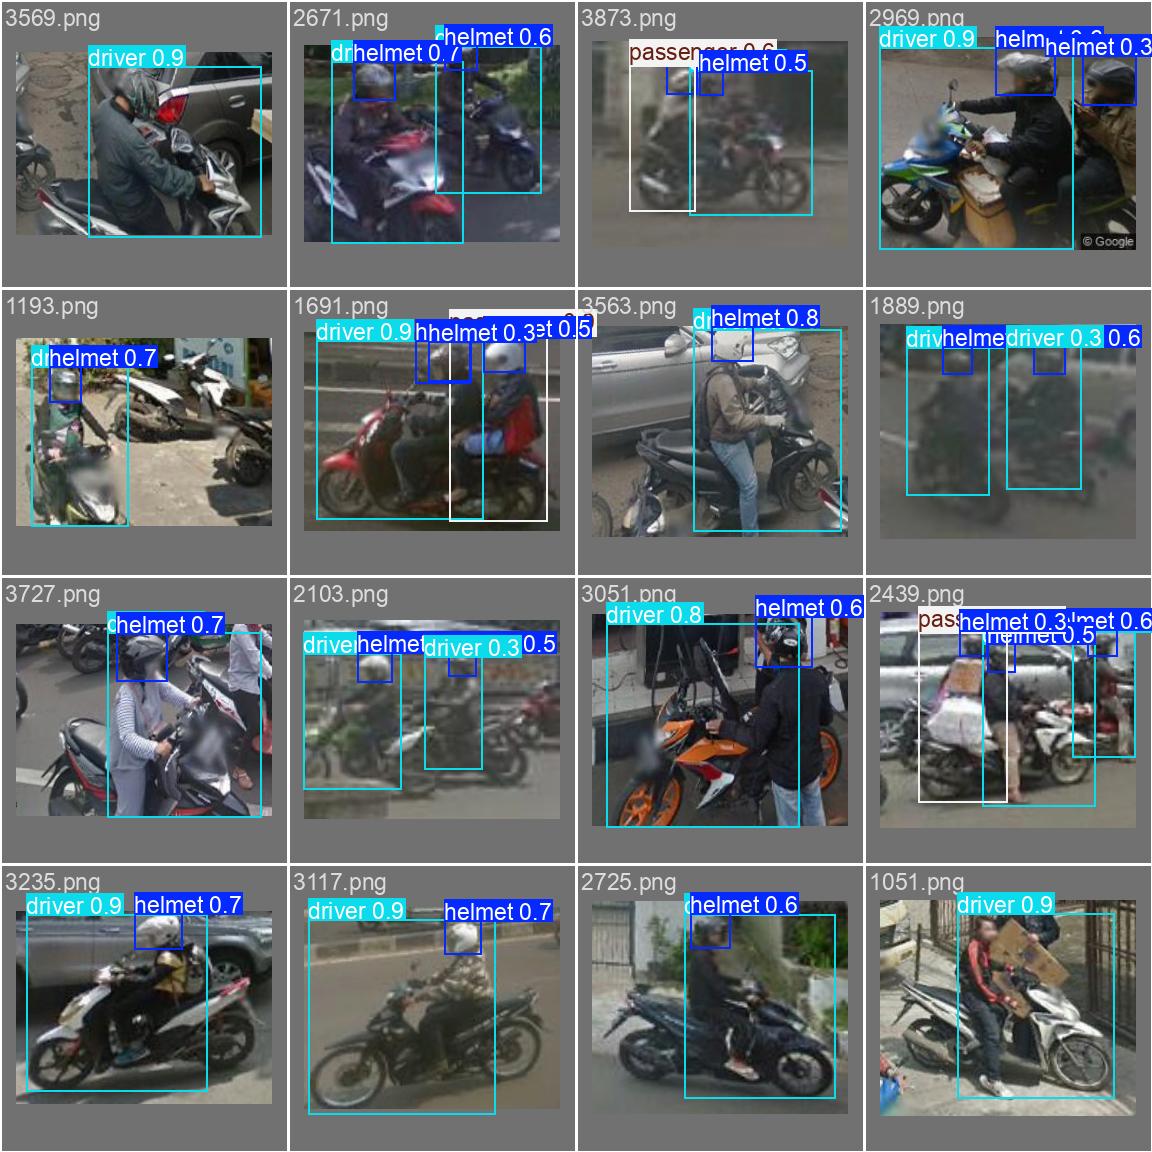 3569.png
driver 0.9
2671.png
helmet 0.7
helmet 0.6
3873.png
helmet 0.5
2969.png
driver 0.9
helmet 0.3
© Google
1193.png
helmet 0.7
1691.png
driver 0.9
helmet 0.3
3563.png
helmet 0.8
1889.png
driver 0.3
0.6
3727.png
helmet 0.7
2103.png
driver 0.3
0.5
3051.png
driver 0.8
helmet 0.6
2439.png
helmet 0.3
3235.png
driver 0.9
helmet 0.7
3117.png
driver 0.9
helmet 0.7
2725.png
helmet 0.6
1051.png
driver 0.9